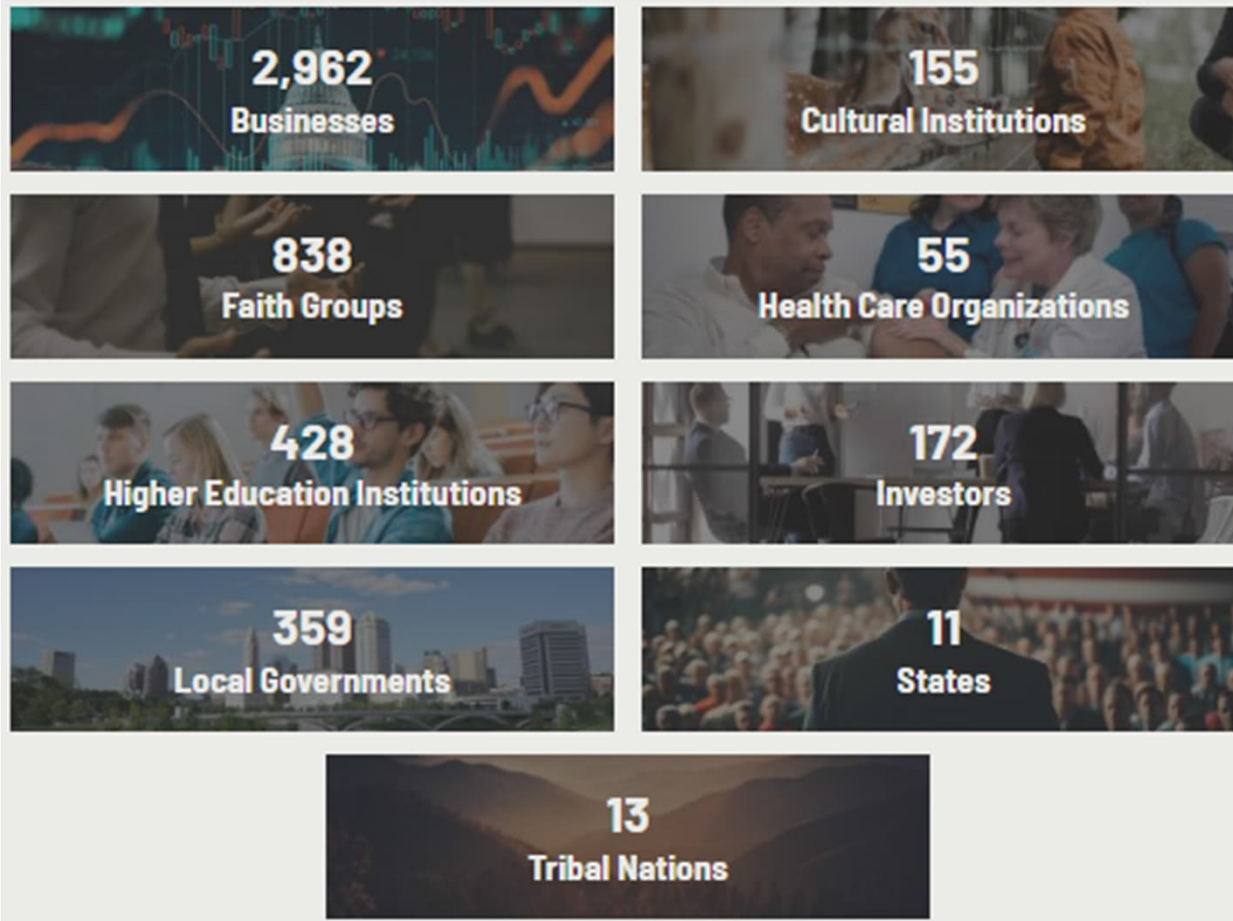 2,962
Businesses
155
Cultural Institutions
838
Faith Groups
55
Health Care Organizations
428
Higher Education Institutions
172
Investors
359
Local Governments
11
States
13
Tribal Nations